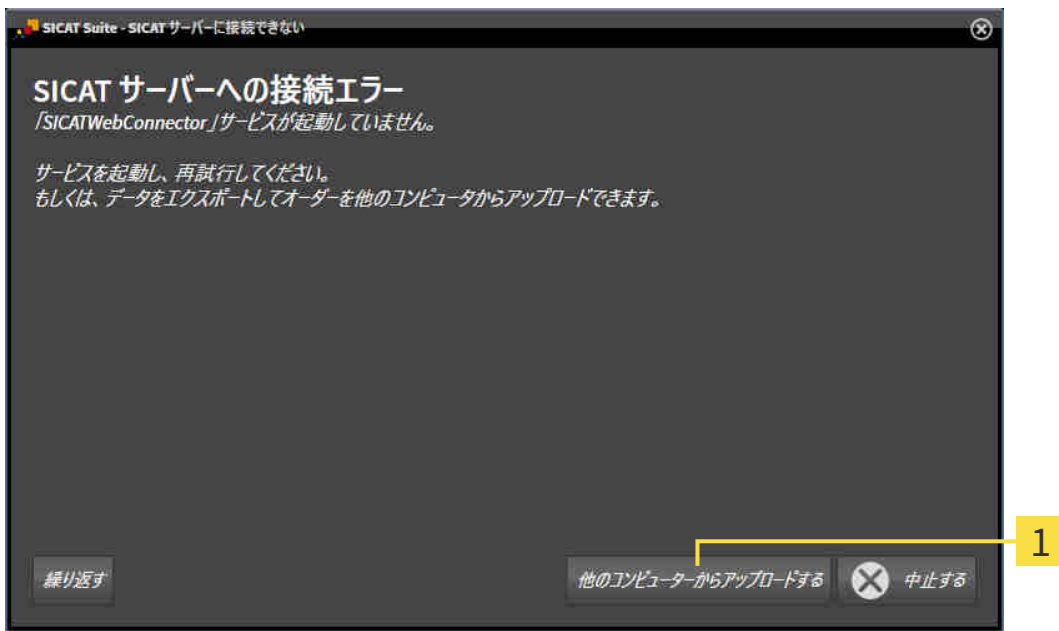 SICAT Suite - SICAT サーバーに接続できない
SICAT サーバーへの接続エラー
「SICATWebConnector」サービスが起動していません。
サービスを起動し、再試行してください。
もしくは、データをエクスポートしてオーダーを他のコンピュータからアップロードできます。
1
繰り返す
他のコンピューターからアップロードする
中止する